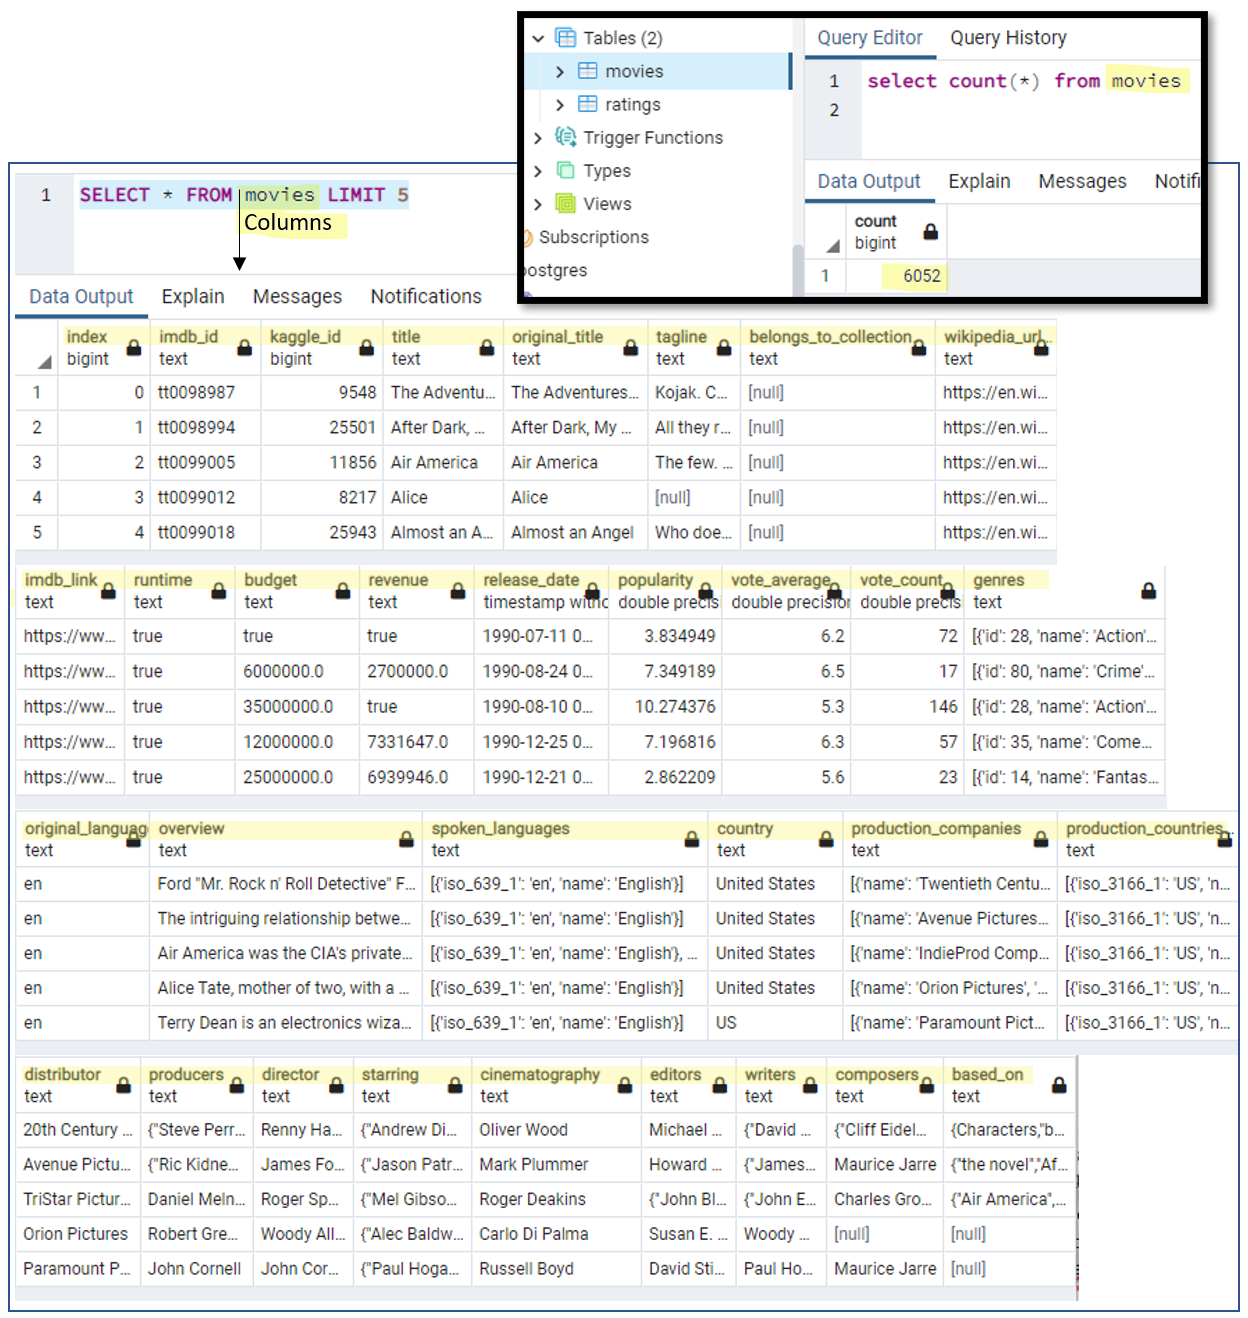 Tables (2)
movies
ratings
Trigger Functions
Types
Views
Subscriptions
postgres
Query Editor Query History
1 select count(*) from movies
2
Data Output Explain Messages Notifi
count
bigint
1 6052
1 SELECT * FROM movies LIMIT 5
Columns
Data Output Explain Messages Notifications
index imdb_id kaggle_id title original_title tagline belongs_to_collection wikipedia_url
bigint text bigint text text text text text
1 0 tt0098987 9548 The Adventu... The Adventures... Kojak. C... [null] https://en.wi...
2 1 tt0098994 25501 After Dark, ... After Dark, My ... All they r... [null] https://en.wi...
3 2 tt0099005 11856 Air America Air America The few. ... [null] https://en.wi...
4 3 tt0099012 8217 Alice Alice [null] [null] https://en.wi...
5 4 tt0099018 25943 Almost an A... Almost an Angel Who doe... [null] https://en.wi...
imdb_link runtime budget revenue release_date popularity vote_average vote_count genres
text text text text timestamp witho double precis double precision double precis text
https://ww... true true true 1990-07-11 0... 3.834949 6.2 72 [{'id': 28, 'name': 'Action'...
https://ww... true 6000000.0 2700000.0 1990-08-24 0... 7.349189 6.5 17 [{'id': 80, 'name': 'Crime'...
https://ww... true 35000000.0 true 1990-08-10 0... 10.274376 5.3 146 [{'id': 28, 'name': 'Action'...
https://ww... true 12000000.0 7331647.0 1990-12-25 0... 7.196816 6.3 57 [{'id': 35, 'name': 'Come...
https://ww... true 25000000.0 6939946.0 1990-12-21 0... 2.862209 5.6 23 [{'id': 14, 'name': 'Fantas...
original_languag overview spoken_languages country production_companies production_countries
text text text text text text
en Ford "Mr. Rock n' Roll Detective" F... [{'iso_639_1': 'en', 'name': 'English'}] United States [{'name': 'Twentieth Centu... [{'iso_3166_1': 'US', 'n...
en The intriguing relationship betwe... [{'iso_639_1': 'en', 'name': 'English'}] United States [{'name': 'Avenue Pictures... [{'iso_3166_1': 'US', 'n...
en Air America was the CIA's private... [{'iso_639_1': 'en', 'name': 'English'}, ... United States [{'name': 'IndieProd Comp... [{'iso_3166_1': 'US', 'n...
en Alice Tate, mother of two, with a ... [{'iso_639_1': 'en', 'name': 'English'}] United States [{'name': 'Orion Pictures', '... [{'iso_3166_1': 'US', 'n...
en Terry Dean is an electronics wiza... [{'iso_639_1': 'en', 'name': 'English'}] US [{'name': 'Paramount Pict... [{'iso_3166_1': 'US', 'n...
distributor producers director starring cinematography editors writers composers based_on
text text text text text text text text text
20th Century ... {"Steve Perr... Renny Ha... {"Andrew Di... Oliver Wood Michael ... {"David ... {"Cliff Eidel... {Characters,"b...
Avenue Pictu... {"Ric Kidne... James Fo... {"Jason Patr... Mark Plummer Howard ... {"James... Maurice Jarre {"the novel","Af...
TriStar Pictur... Daniel Meln... Roger Sp... {"Mel Gibso... Roger Deakins {"John Bl... {"John E... Charles Gro... {"Air America",...
Orion Pictures Robert Gre... Woody All... {"Alec Baldw... Carlo Di Palma Susan E. ... Woody ... [null] [null]
Paramount P... John Cornell John Cor... {"Paul Hoga... Russell Boyd David Sti... Paul Ho... Maurice Jarre [null]